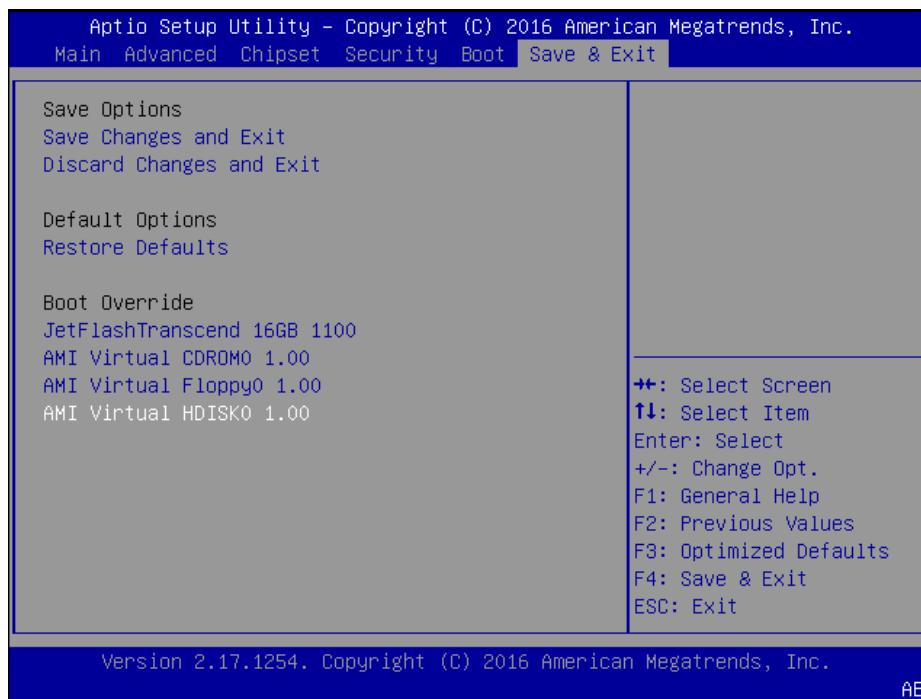 Aptio Setup Utility – Copyright (C) 2016 American Megatrends, Inc.
Main Advanced Chipset Security Boot Save & Exit
Save Options
Save Changes and Exit
Discard Changes and Exit
Default Options
Restore Defaults
Boot Override
JetFlashTranscend 16GB 1100
AMI Virtual CDROM0 1.00
AMI Virtual Floppy0 1.00
AMI Virtual HDISK0 1.00
→←: Select Screen
↑↓: Select Item
Enter: Select
+/-: Change Opt.
F1: General Help
F2: Previous Values
F3: Optimized Defaults
F4: Save & Exit
ESC: Exit
Version 2.17.1254. Copyright (C) 2016 American Megatrends, Inc.